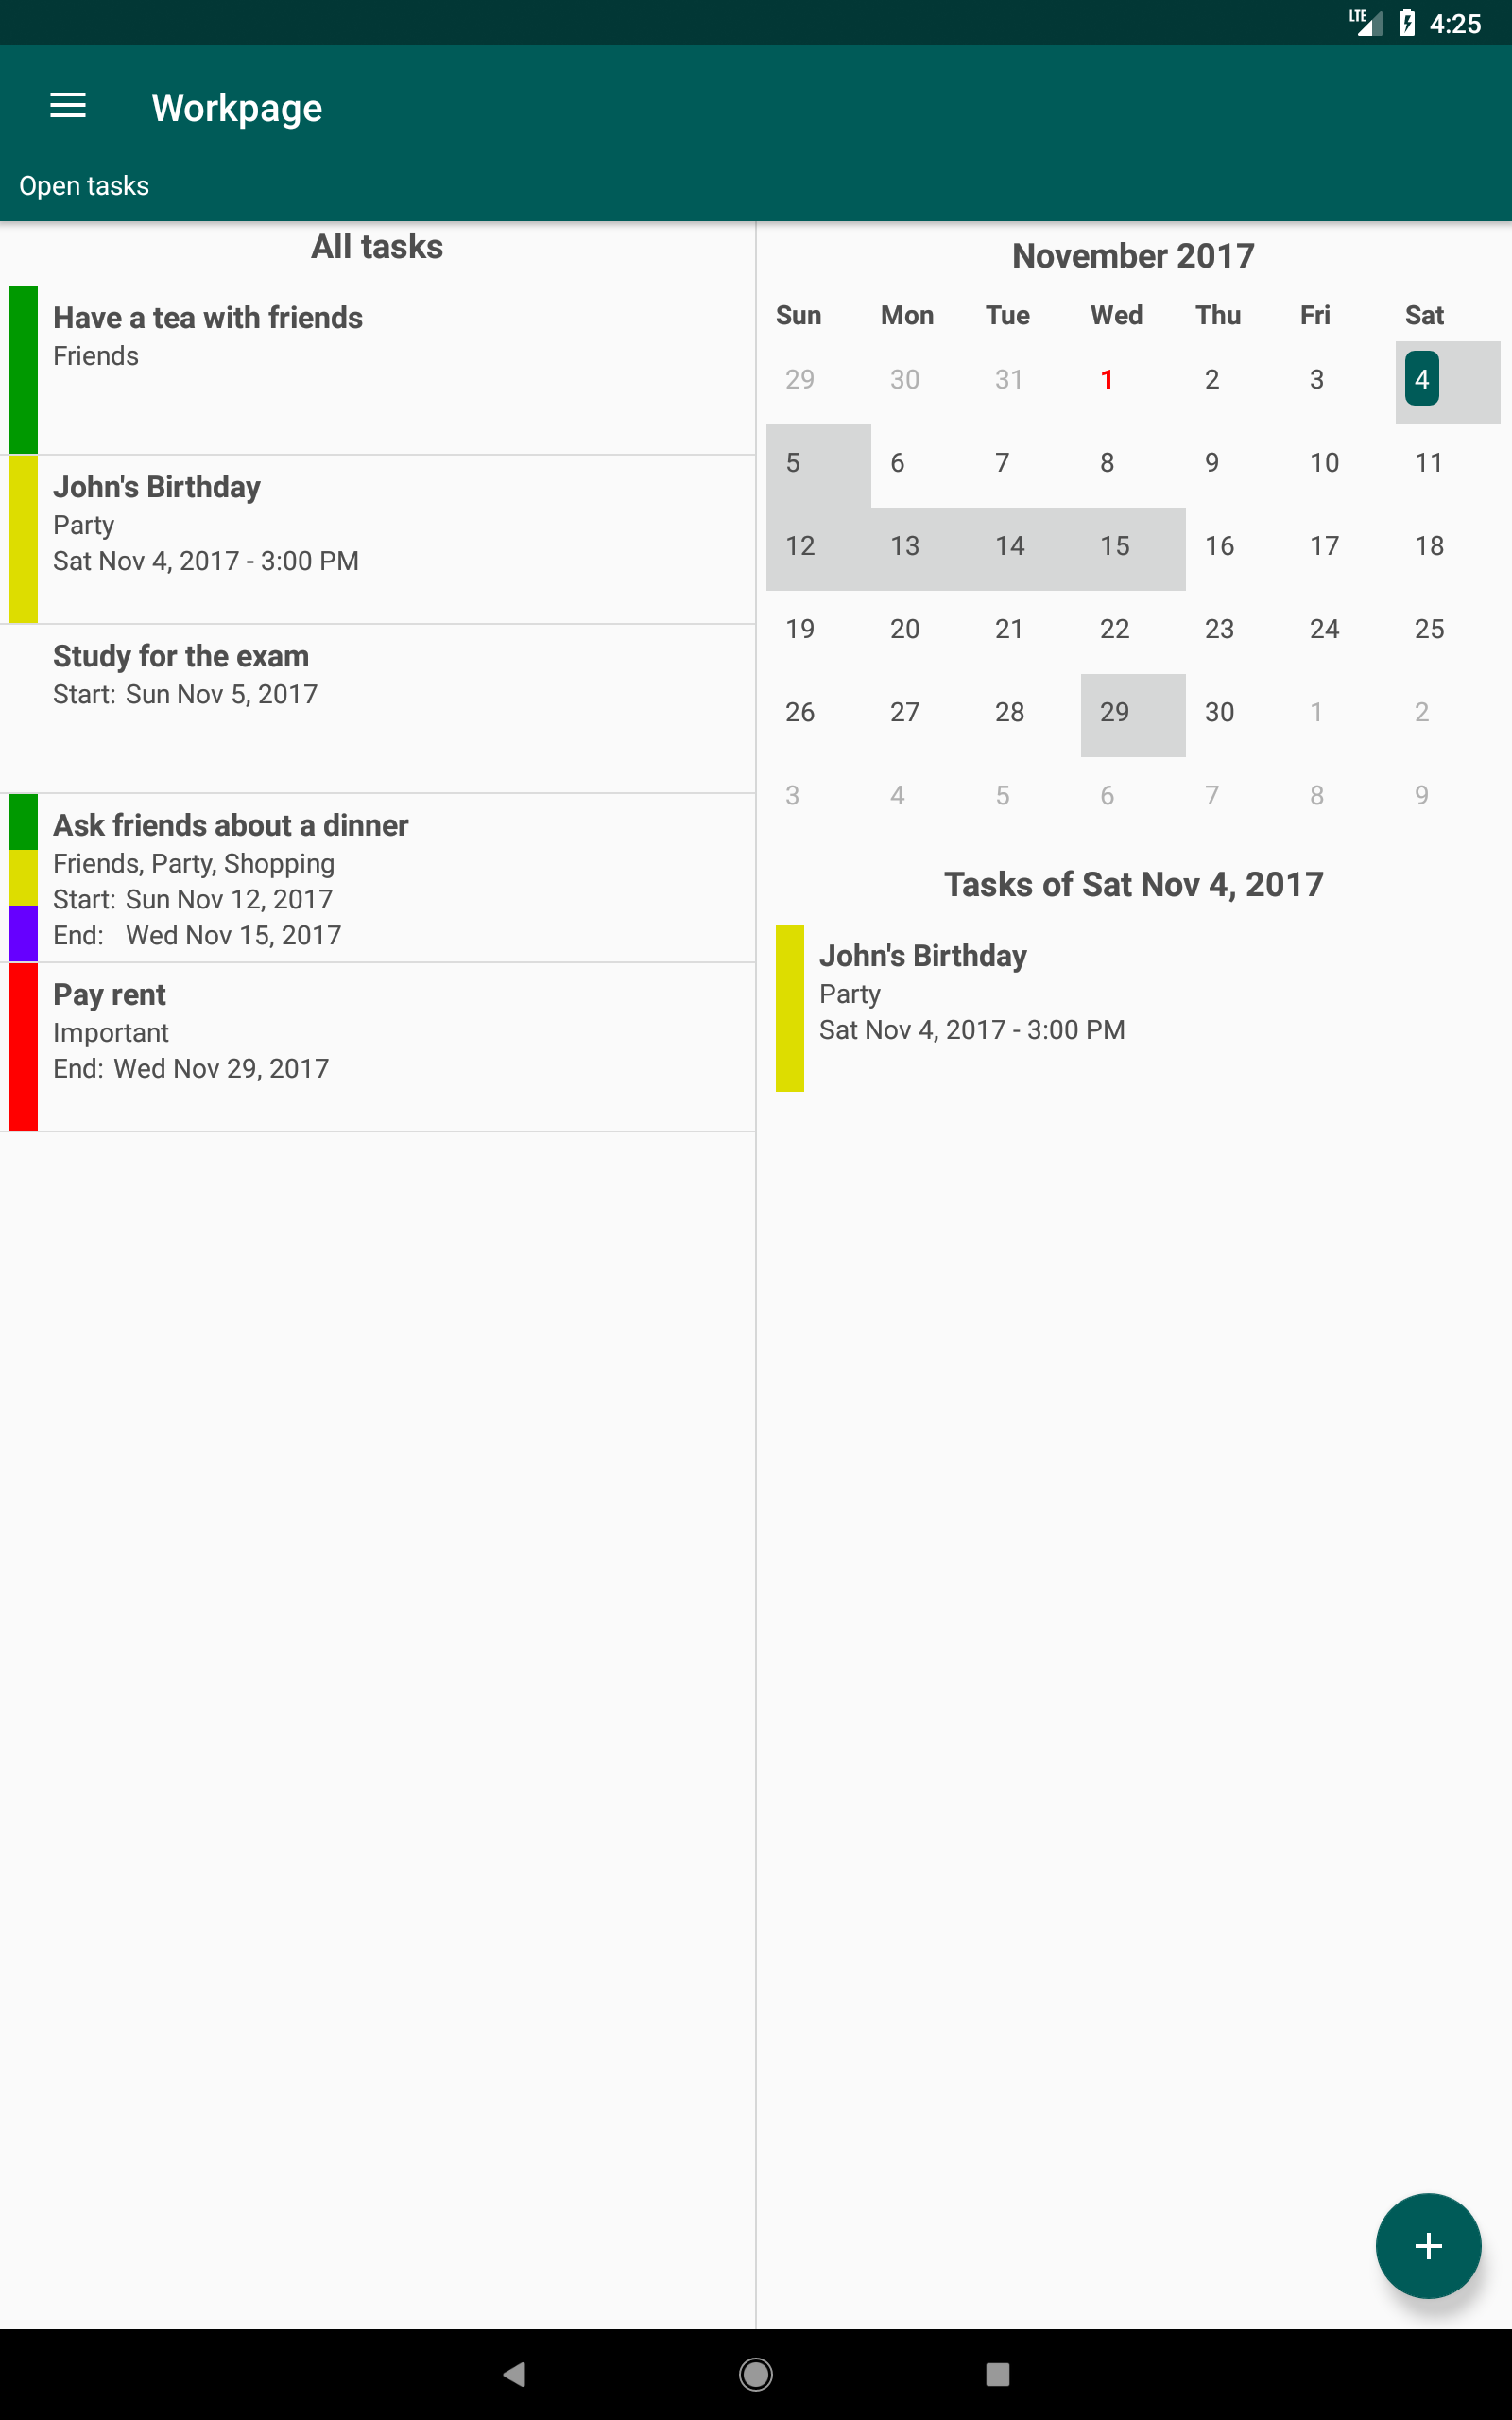 LTE 4:25
Workpage
Open tasks
All tasks
Have a tea with friends
Friends
John's Birthday
Party
Sat Nov 4, 2017 - 3:00 PM
Study for the exam
Start: Sun Nov 5, 2017
Ask friends about a dinner
Friends, Party, Shopping
Start: Sun Nov 12, 2017
End: Wed Nov 15, 2017
Pay rent
Important
End: Wed Nov 29, 2017
November 2017
Sun Mon Tue Wed Thu Fri Sat
29 30 31 1 2 3 4
5 6 7 8 9 10 11
12 13 14 15 16 17 18
19 20 21 22 23 24 25
26 27 28 29 30 1 2
3 4 5 6 7 8 9
Tasks of Sat Nov 4, 2017
John's Birthday
Party
Sat Nov 4, 2017 - 3:00 PM